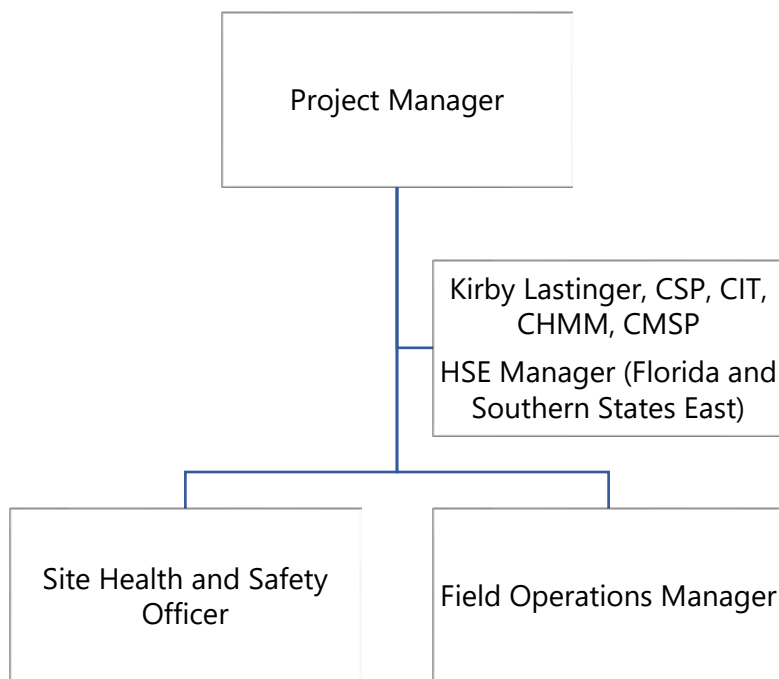 Project Manager
Kirby Lastinger, CSP, CIT,
CHMM, CMSP
HSE Manager (Florida and
Southern States East)
Site Health and Safety
Officer
Field Operations Manager